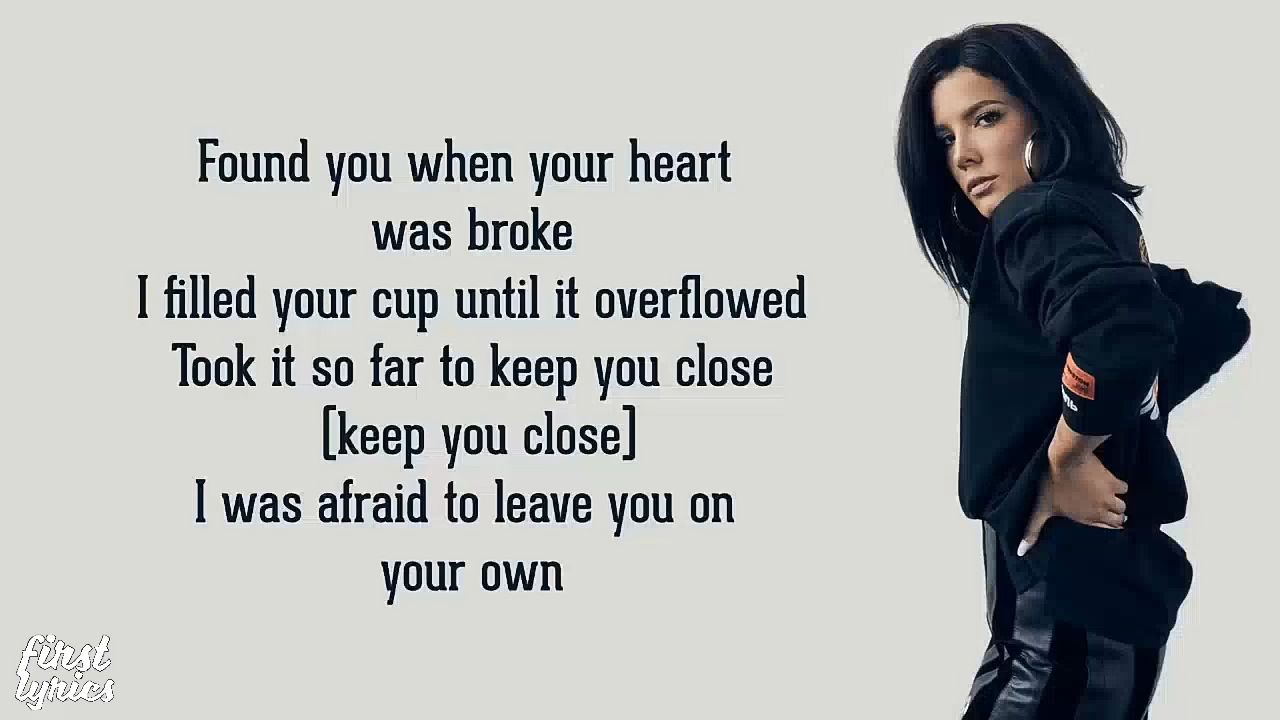 Found you when your heart
was broke
I filled your cup until it overflowed
Took it so far to keep you close
[keep you close]
I was afraid to leave you on
your own
first
lyrics